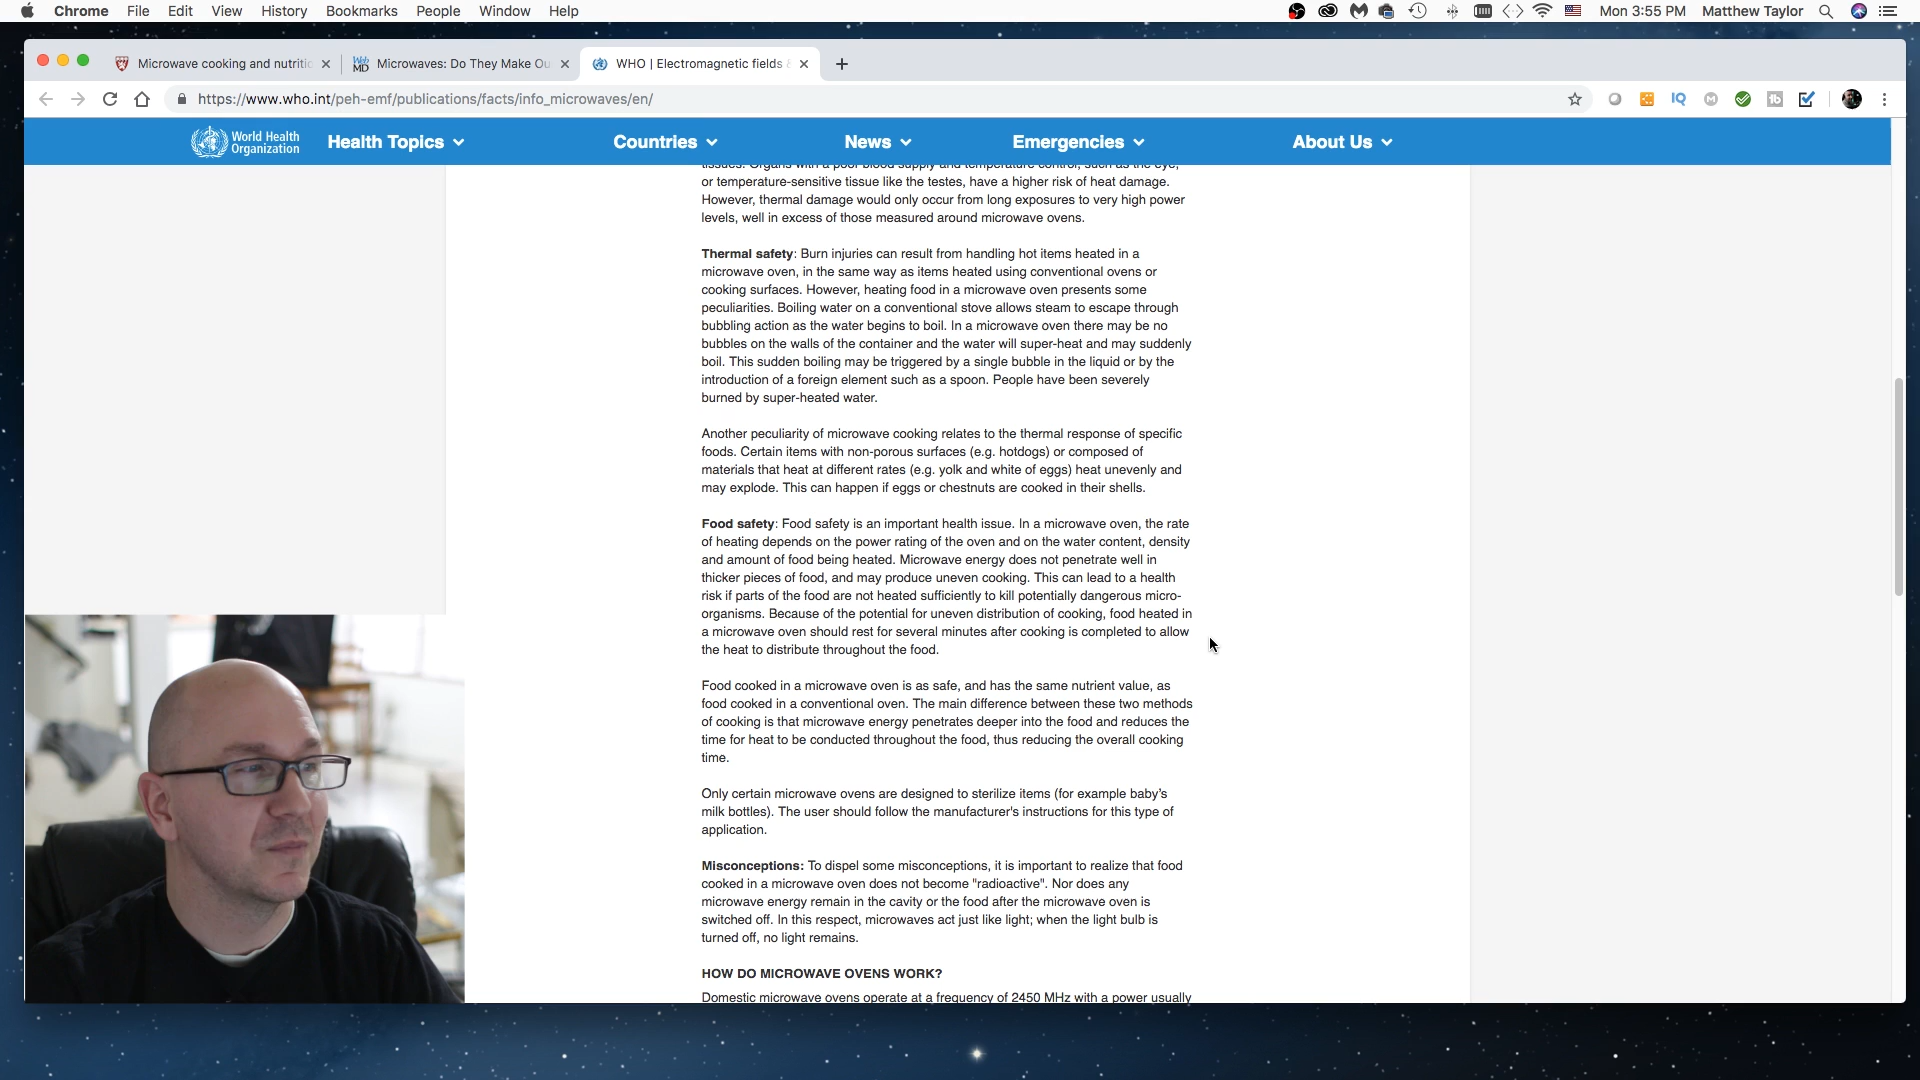 Chrome File Edit View History Bookmarks People Window Help Mon 3:55 PM Matthew Taylor
Microwave cooking and nutritio Microwaves: Do They Make Ou WHO | Electromagnetic fields &
https://www.who.int/peh-emf/publications/facts/info_microwaves/en/
World Health Organization Health Topics Countries News Emergencies About Us
tissues. Organs with a poor blood supply and temperature control, such as the eye,
or temperature-sensitive tissue like the testes, have a higher risk of heat damage.
However, thermal damage would only occur from long exposures to very high power
levels, well in excess of those measured around microwave ovens.
Thermal safety: Burn injuries can result from handling hot items heated in a
microwave oven, in the same way as items heated using conventional ovens or
cooking surfaces. However, heating food in a microwave oven presents some
peculiarities. Boiling water on a conventional stove allows steam to escape through
bubbling action as the water begins to boil. In a microwave oven there may be no
bubbles on the walls of the container and the water will super-heat and may suddenly
boil. This sudden boiling may be triggered by a single bubble in the liquid or by the
introduction of a foreign element such as a spoon. People have been severely
burned by super-heated water.
Another peculiarity of microwave cooking relates to the thermal response of specific
foods. Certain items with non-porous surfaces (e.g. hotdogs) or composed of
materials that heat at different rates (e.g. yolk and white of eggs) heat unevenly and
may explode. This can happen if eggs or chestnuts are cooked in their shells.
Food safety: Food safety is an important health issue. In a microwave oven, the rate
of heating depends on the power rating of the oven and on the water content, density
and amount of food being heated. Microwave energy does not penetrate well in
thicker pieces of food, and may produce uneven cooking. This can lead to a health
risk if parts of the food are not heated sufficiently to kill potentially dangerous micro-
organisms. Because of the potential for uneven distribution of cooking, food heated in
a microwave oven should rest for several minutes after cooking is completed to allow
the heat to distribute throughout the food.
Food cooked in a microwave oven is as safe, and has the same nutrient value, as
food cooked in a conventional oven. The main difference between these two methods
of cooking is that microwave energy penetrates deeper into the food and reduces the
time for heat to be conducted throughout the food, thus reducing the overall cooking
time.
Only certain microwave ovens are designed to sterilize items (for example baby's
milk bottles). The user should follow the manufacturer's instructions for this type of
application.
Misconceptions: To dispel some misconceptions, it is important to realize that food
cooked in a microwave oven does not become "radioactive". Nor does any
microwave energy remain in the cavity or the food after the microwave oven is
switched off. In this respect, microwaves act just like light; when the light bulb is
turned off, no light remains.
HOW DO MICROWAVE OVENS WORK?
Domestic microwave ovens operate at a frequency of 2450 MHz with a power usually